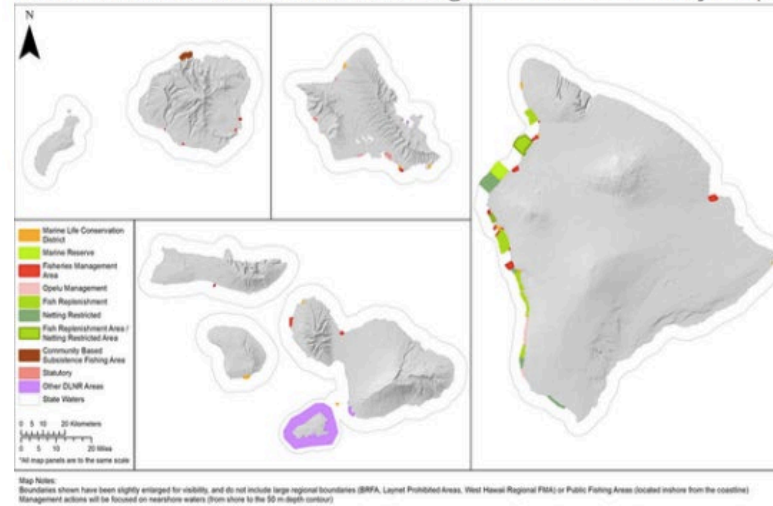 N
Marine Life Conservation
District
Marine Reserve
Fisheries Management
Area
Opelu Management
Fish Replenishment
Netting Restricted
Fish Replenishment Area /
Netting Restricted Area
Community Based
Subsistence Fishing Area
Statutory
Other DLNR Areas
State Waters
0 5 10 20 Kilometers
0 5 10 20 Miles
*All map panels are to the same scale
Map Notes:
Boundaries shown have been slightly enlarged for visibility, and do not include large regional boundaries (BRFA, Laynet Prohibited Areas, West Hawaii Regional FMA) or Public Fishing Areas (located inshore from the coastline)
Management actions will be focused on nearshore waters (from shore to the 50 m depth contour)